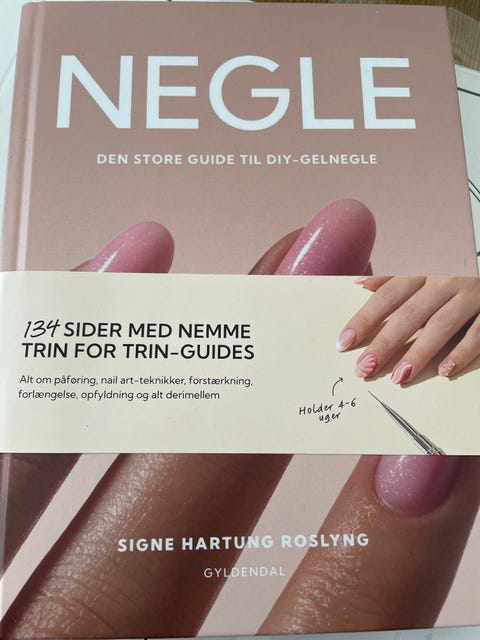 NEGLE
DEN STORE GUIDE TIL DIY-GELNEGLE
134 SIDER MED NEMME
TRIN FOR TRIN-GUIDES
Alt om påføring, nail art-teknikker, forstærkning,
forlængelse, opfyldning og alt derimellem
Holder 4-6
uger
SIGNE HARTUNG ROSLYNG
GYLDENDAL